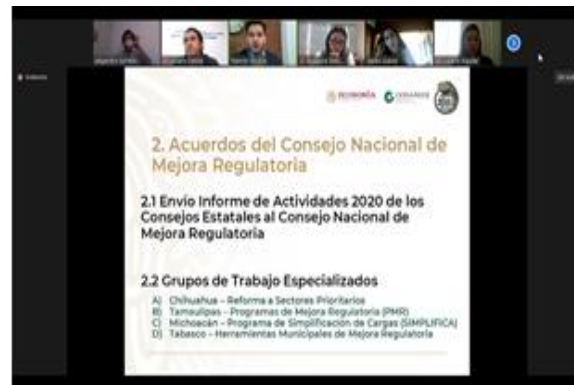 ECONOMÍA
2. Acuerdos del Consejo Nacional de
Mejora Regulatoria
2.1 Envío Informe de Actividades 2020 de los
Consejos Estatales al Consejo Nacional de
Mejora Regulatoria
2.2 Grupos de Trabajo Especializados
A) Chihuahua – Reforma a Sectores Prioritarios
B) Tamaulipas – Programas de Mejora Regulatoria (PMR)
C) Michoacán – Programa de Simplificación de Cargas (SIMPLIFICA)
D) Tabasco – Herramientas Municipales de Mejora Regulatoria